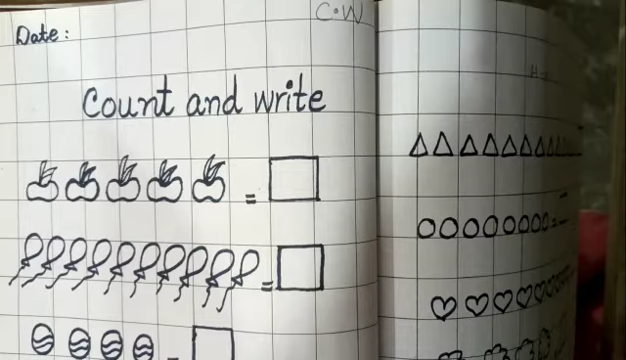 C.W
Date:
Count and write
=
=
=